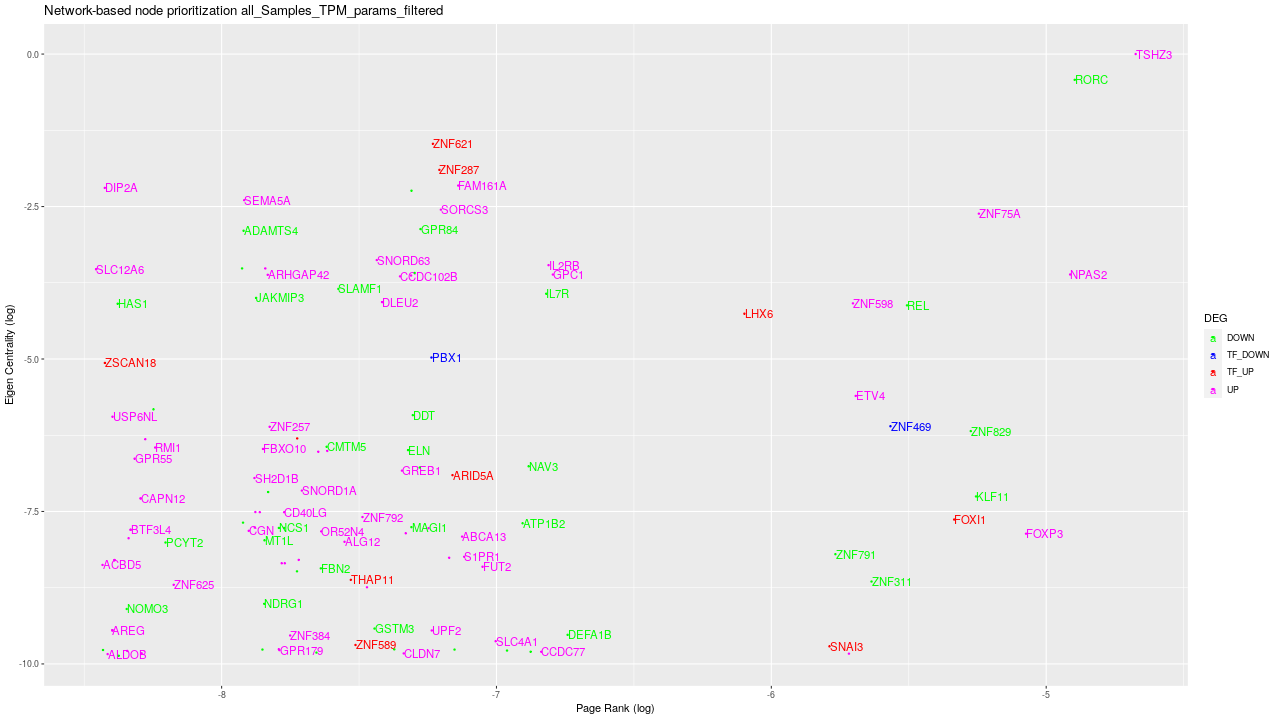 Network-based node prioritization all_Samples_TPM_params_filtered
0.0
TSHZ3
RORC
ZNF621
ZNF287
DIP2A
FAM161A
SEMA5A
-2.5
SORCS3
ZNF75A
ADAMTS4
GPR84
SNORD63
IL2RB
SLC12A6
ARHGAP42
CCDC102B
GPC1
NPAS2
SLAMF1
IL7R
JAKMIP3
HAS1
DLEU2
ZNF598
REL
LHX6
PBX1
-5.0
ZSCAN18
ETV4
USP6NL
DDT
ZNF257
ZNF469
ZNF829
RMI1
FBXO10
CMTM5
ELN
GPR55
NAV3
GREB1
ARID5A
SH2D1B
SNORD1A
CAPN12
KLF11
-7.5
CD40LG
ZNF792
FOXI1
ATP1B2
BTF3L4
CGN
NCS1
OR52N4
MAGI1
FOXP3
ABCA13
PCYT2
MT1L
ALG12
S1PR1
ZNF791
ACBD5
FBN2
FUT2
ZNF625
THAP11
ZNF311
NOMO3
NDRG1
AREG
ZNF384
GSTM3
UPF2
DEFA1B
SLC4A1
ZNF589
SNAI3
ALDOB
GPR179
CLDN7
CCDC77
-10.0
-8
-7
-6
-5
Page Rank (log)
Eigen Centrality (log)
DEG
a DOWN
a TF_DOWN
a TF_UP
a UP